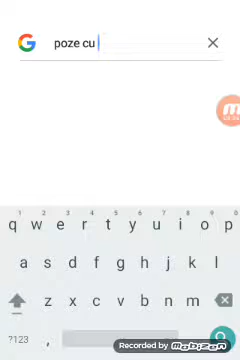 poze cu
1 2 3 4 5 6 7 8 9 0
q w e r t y u i o p
a s d f g h j k l
z x c v b n m
?123 ,
Recorded by mobizen